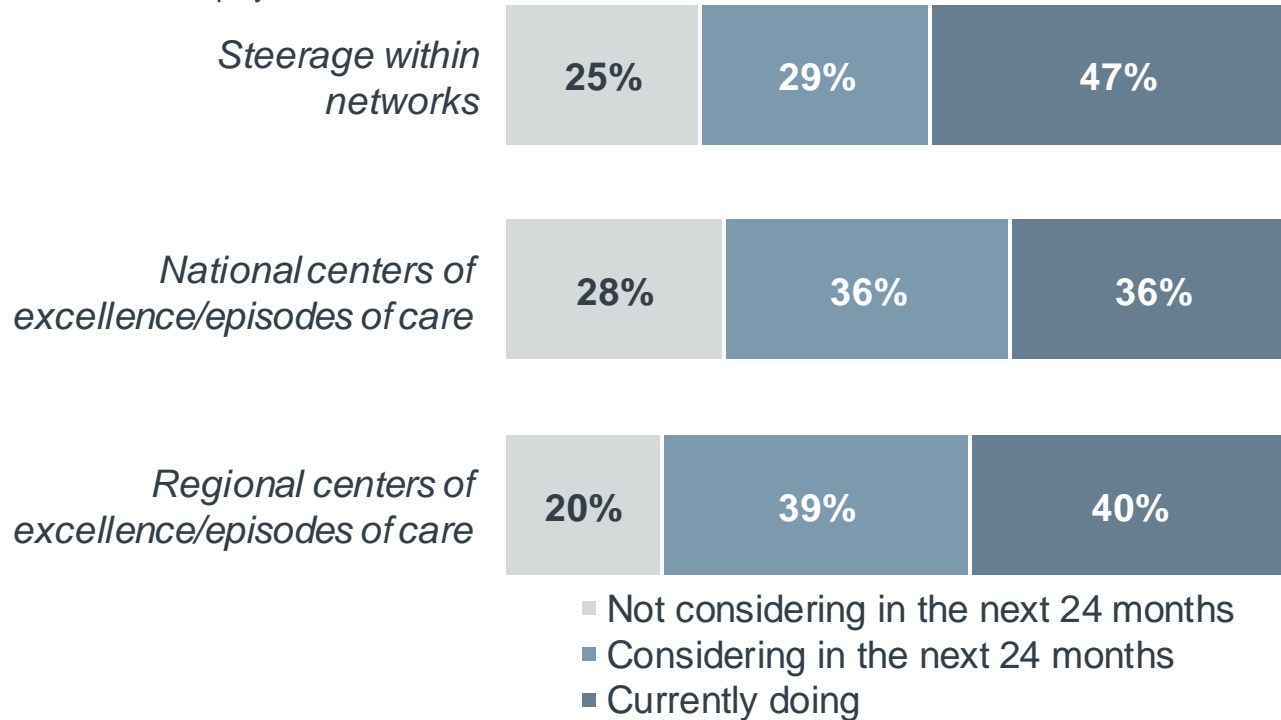 Steerage within
networks
25%
29%
47%
National centers of
excellence/episodes of care
28%
36%
36%
Regional centers of
excellence/episodes of care
20%
39%
40%
Not considering in the next 24 months
Considering in the next 24 months
Currently doing